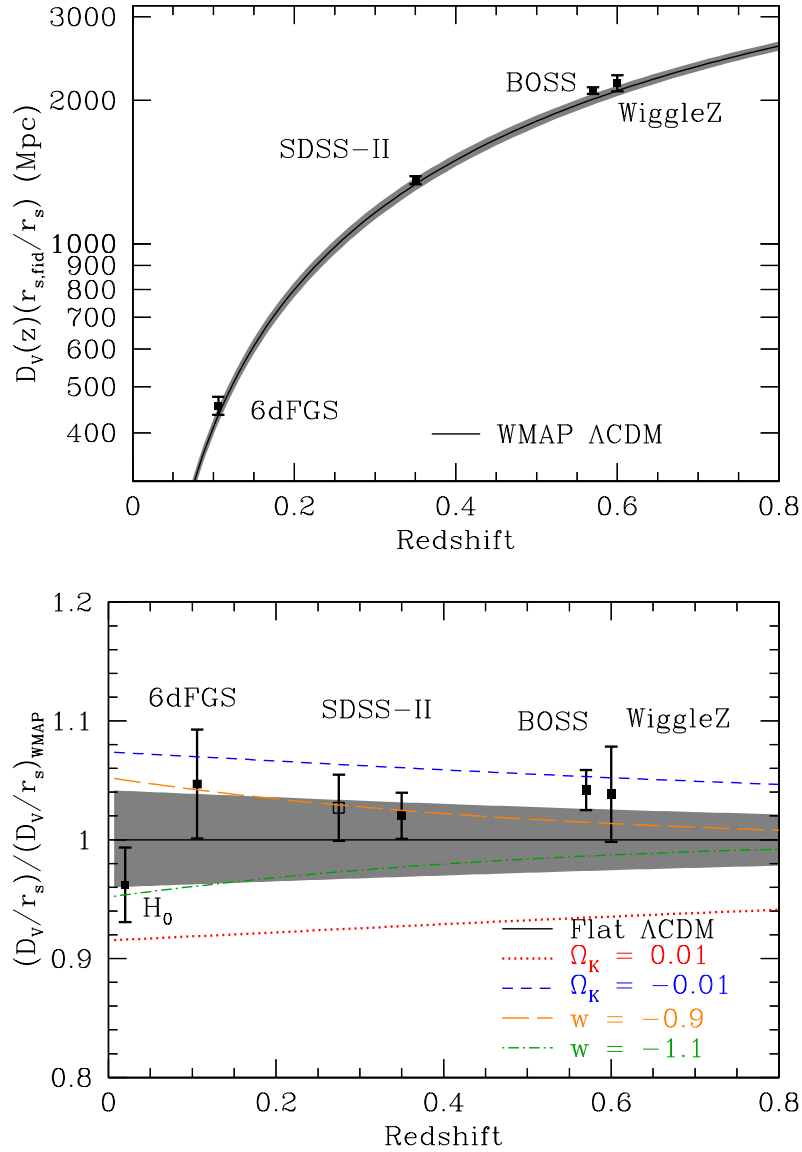 3000
2000
1000
900
800
700
600
500
400
D_V(z)(r_s,fid/r_s) (Mpc)
BOSS
WiggleZ
SDSS-II
6dFGS
WMAP ΛCDM
0 0.2 0.4 0.6 0.8
Redshift
1.2
1.1
1
0.9
0.8
(D_V/r_s)/(D_V/r_s)_WMAP
6dFGS
SDSS-II
BOSS
WiggleZ
H_0
Flat ΛCDM
Ω_K = 0.01
Ω_K = -0.01
w = -0.9
w = -1.1
0 0.2 0.4 0.6 0.8
Redshift